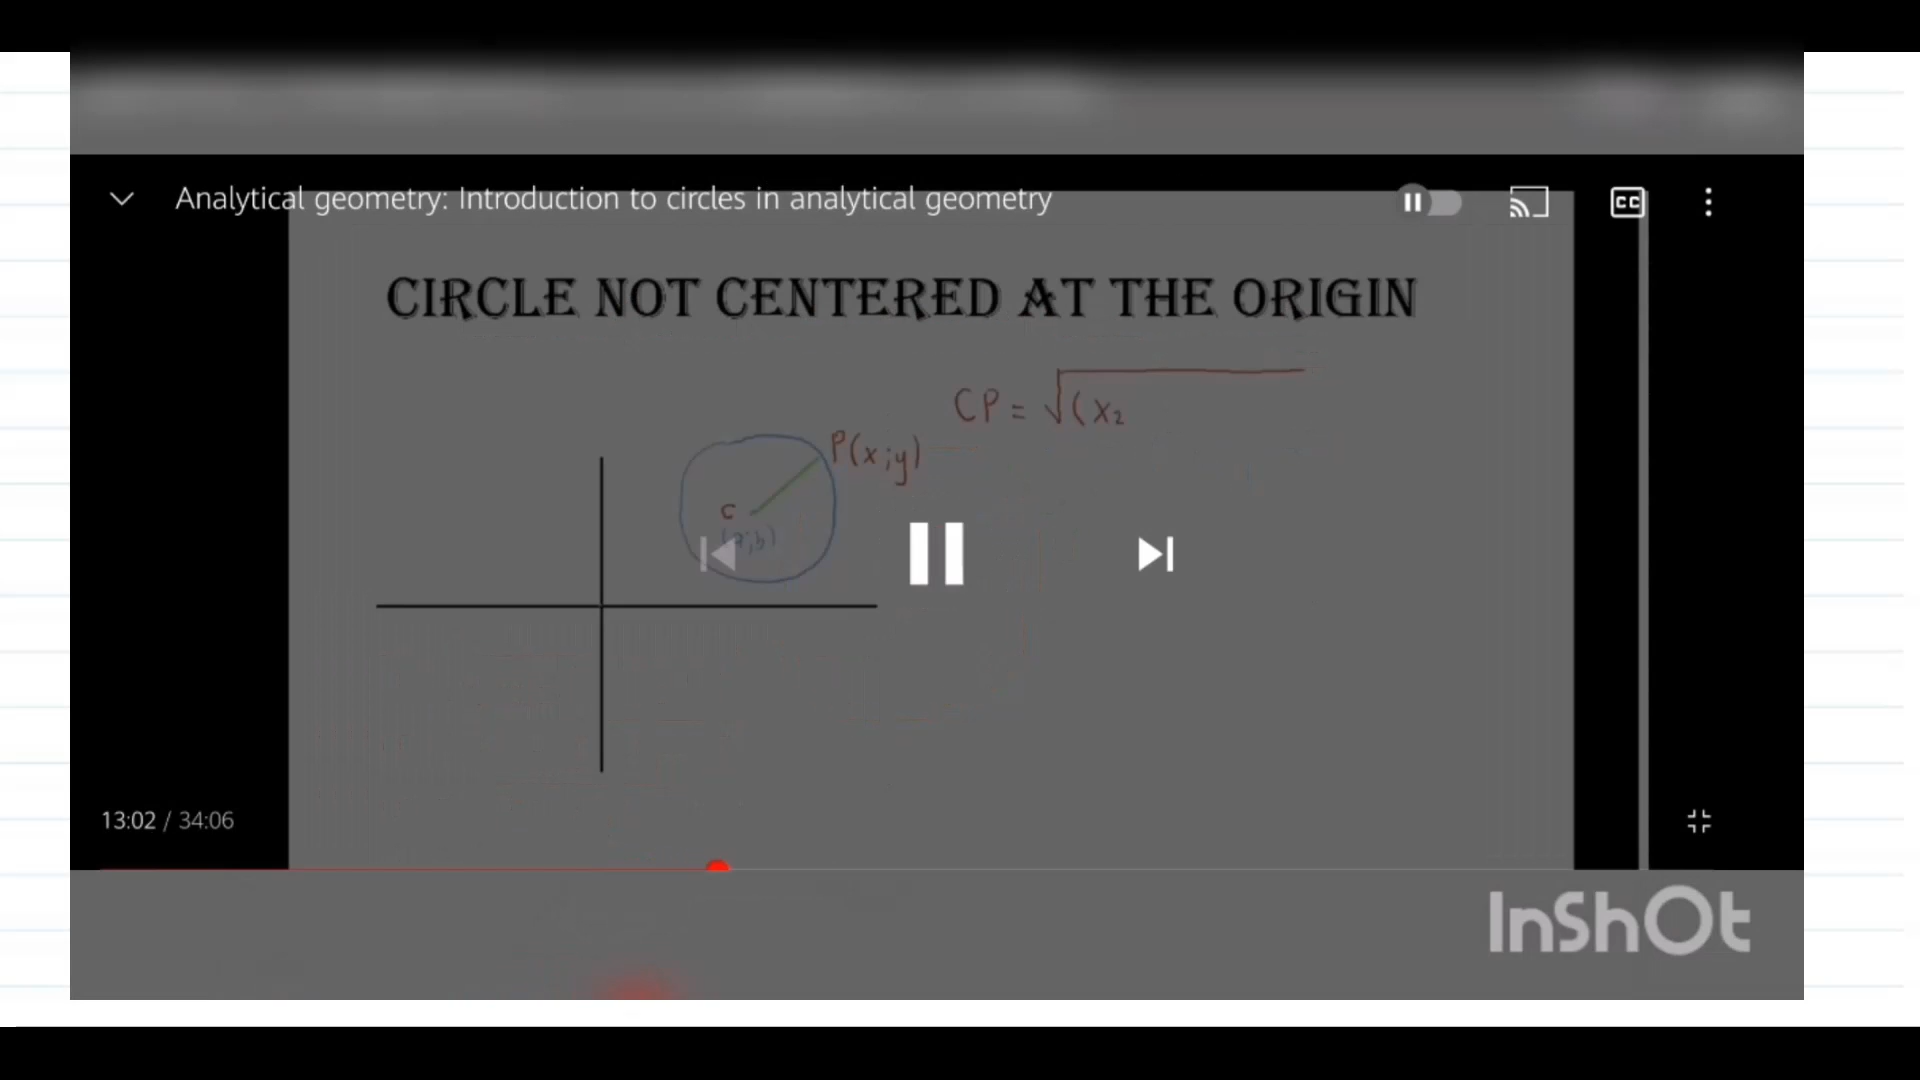 Analytical geometry: Introduction to circles in analytical geometry
CC
CIRCLE NOT CENTERED AT THE ORIGIN
CP = √(x₂
P(x;y)
C
(a;b)
13:02 / 34:06
InShOt